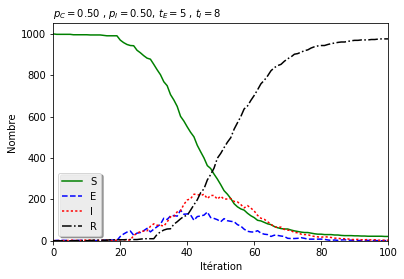 p_C = 0.50 , p_I = 0.50, t_E = 5 , t_I = 8
1000
800
600
400
200
0
Nombre
S
E
I
R
0 20 40 60 80 100
Itération